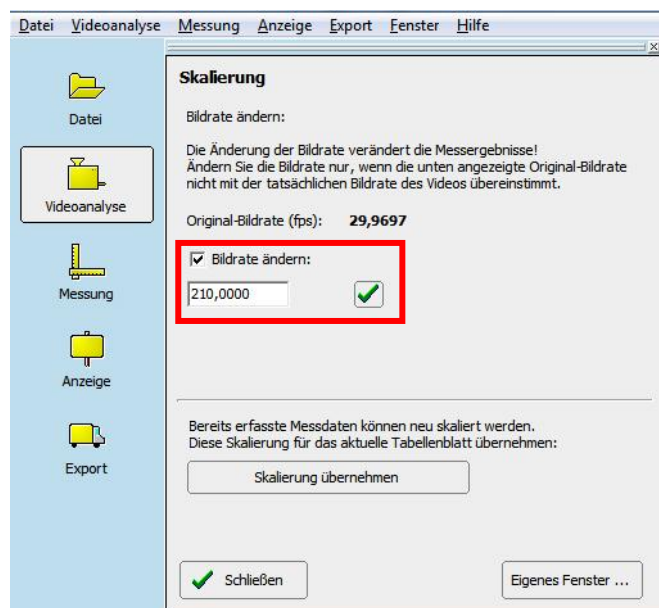 Datei Videoanalyse Messung Anzeige Export Fenster Hilfe
Datei
Videoanalyse
Messung
Anzeige
Export
Skalierung
Bildrate ändern:
Die Änderung der Bildrate verändert die Messergebnisse!
Ändern Sie die Bildrate nur, wenn die unten angezeigte Original-Bildrate
nicht mit der tatsächlichen Bildrate des Videos übereinstimmt.
Original-Bildrate (fps): 29,9697
Bildrate ändern:
210,0000
Bereits erfasste Messdaten können neu skaliert werden.
Diese Skalierung für das aktuelle Tabellenblatt übernehmen:
Skalierung übernehmen
Schließen
Eigenes Fenster ...